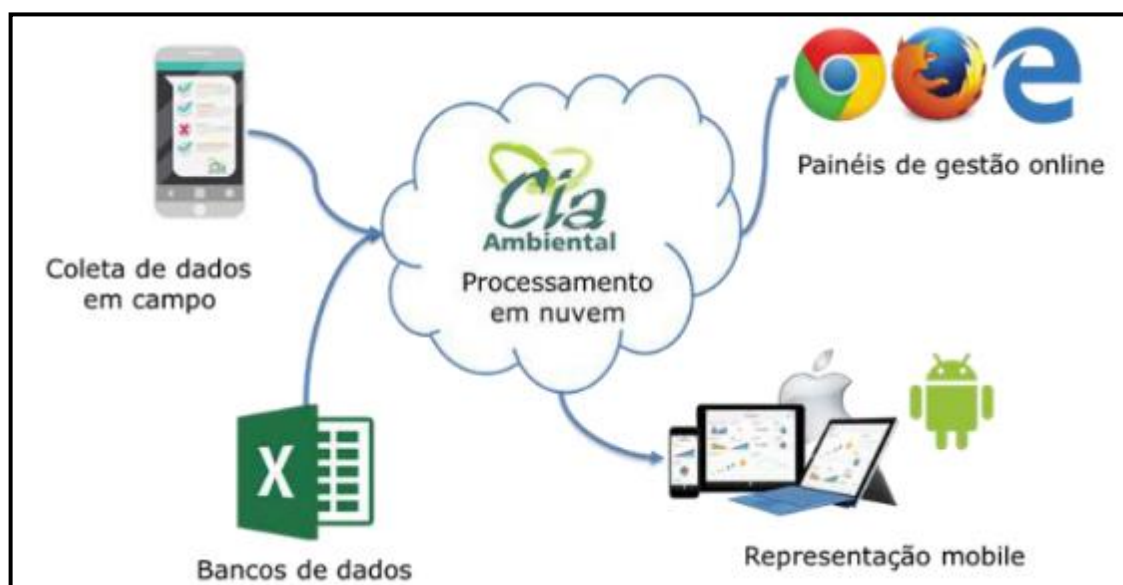 Coleta de dados
em campo
Cia
Ambiental
Processamento
em nuvem
Painéis de gestão online
X
Bancos de dados
Representação mobile